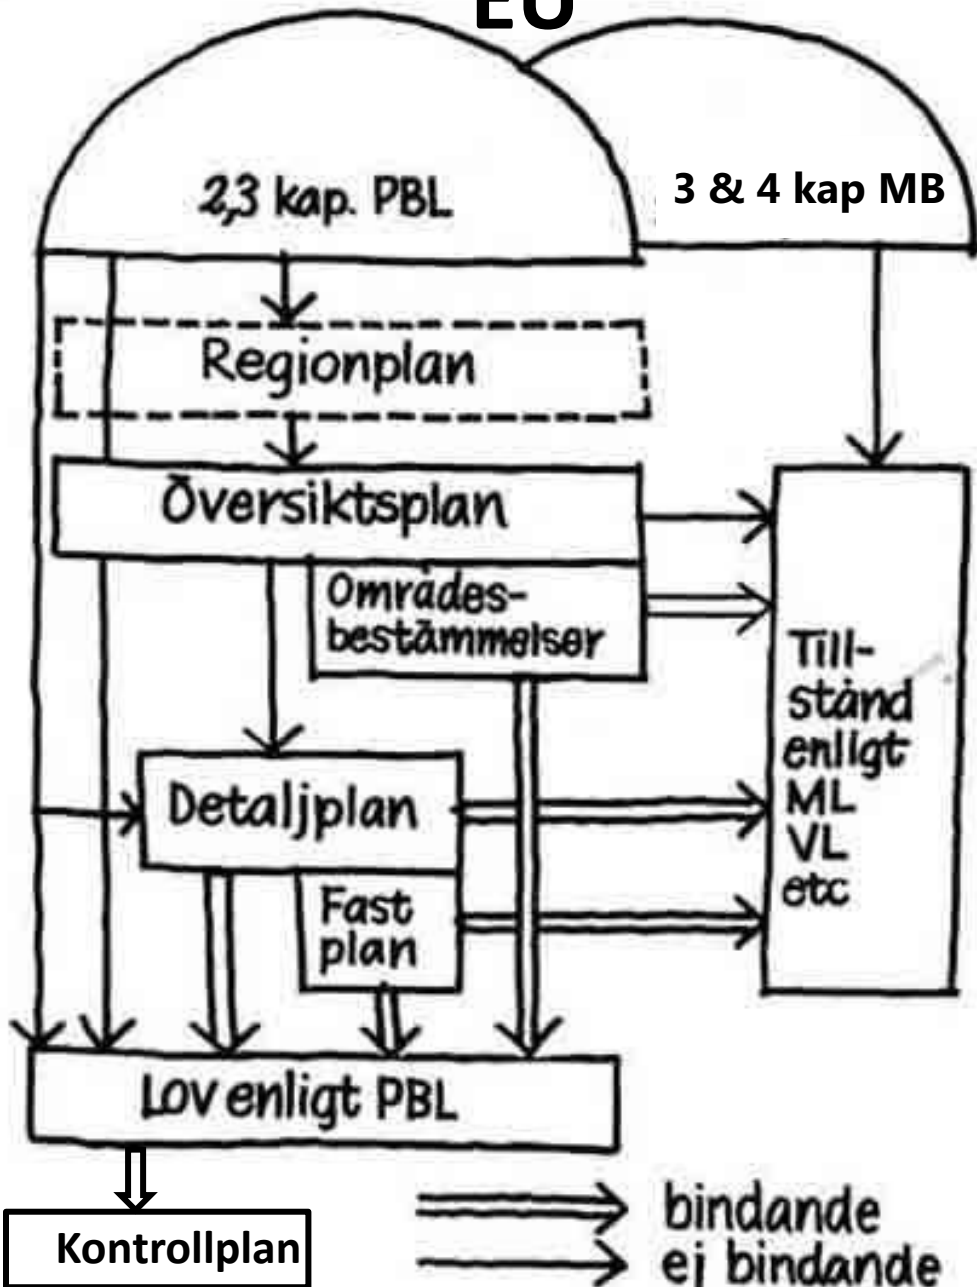 EU
2,3 kap. PBL
3 & 4 kap MB
Regionplan
Översiktsplan
Områdes-
bestämmelser
Detaljplan
Fast
plan
Till-
stånd
enligt
ML
VL
etc
Lov enligt PBL
Kontrollplan
bindande
ej bindande